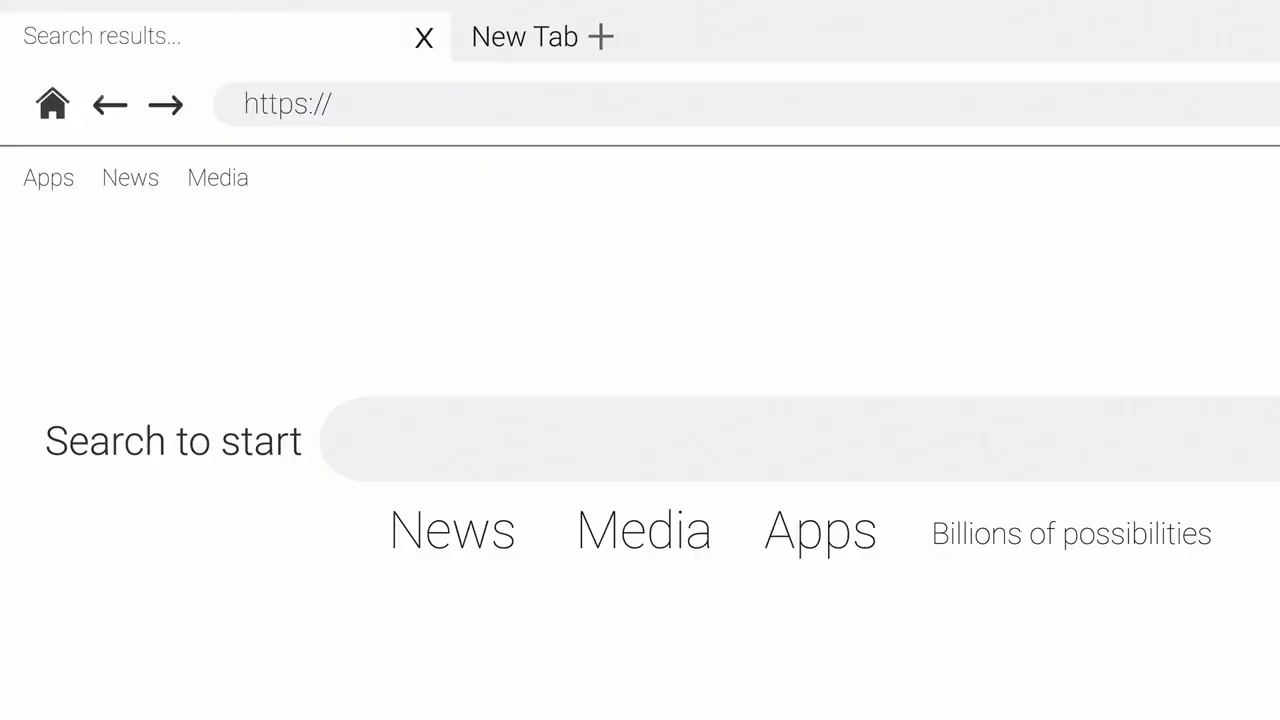 Search results... X New Tab +
https://
Apps News Media
Search to start
News Media Apps Billions of possibilities